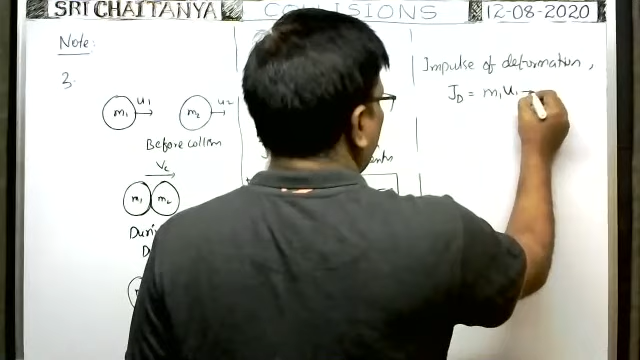 SRI CHAITANYA
COLLISIONS
12-08-2020
Note:
3.
m₁ u₁ m₂ u₂
Before collision
Vc
m₁ m₂
Impulse of deformation,
J_D = m₁u₁ -